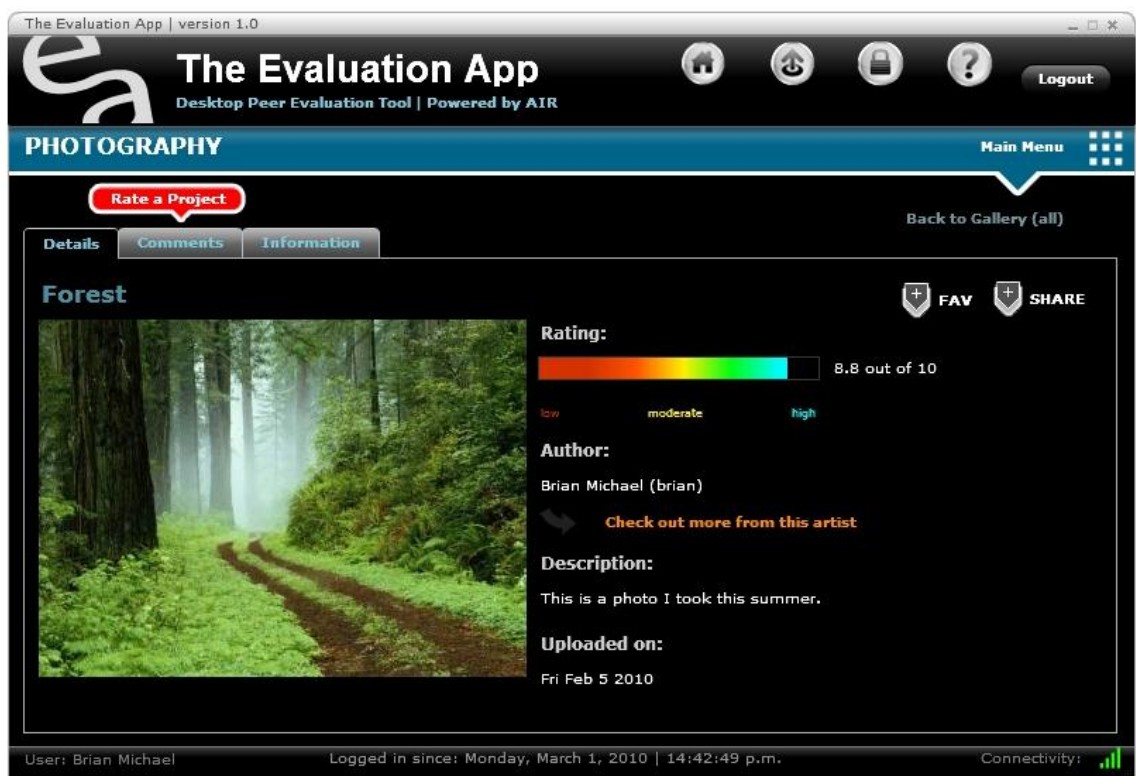 The Evaluation App | version 1.0
ea
The Evaluation App
Desktop Peer Evaluation Tool | Powered by AIR
?
Logout
PHOTOGRAPHY
Main Menu
Rate a Project
Back to Gallery (all)
Details
Comments
Information
Forest
FAV
SHARE
Rating:
8.8 out of 10
low
moderate
high
Author:
Brian Michael (brian)
Check out more from this artist
Description:
This is a photo I took this summer.
Uploaded on:
Fri Feb 5 2010
User: Brian Michael
Logged in since: Monday, March 1, 2010 | 14:42:49 p.m.
Connectivity: